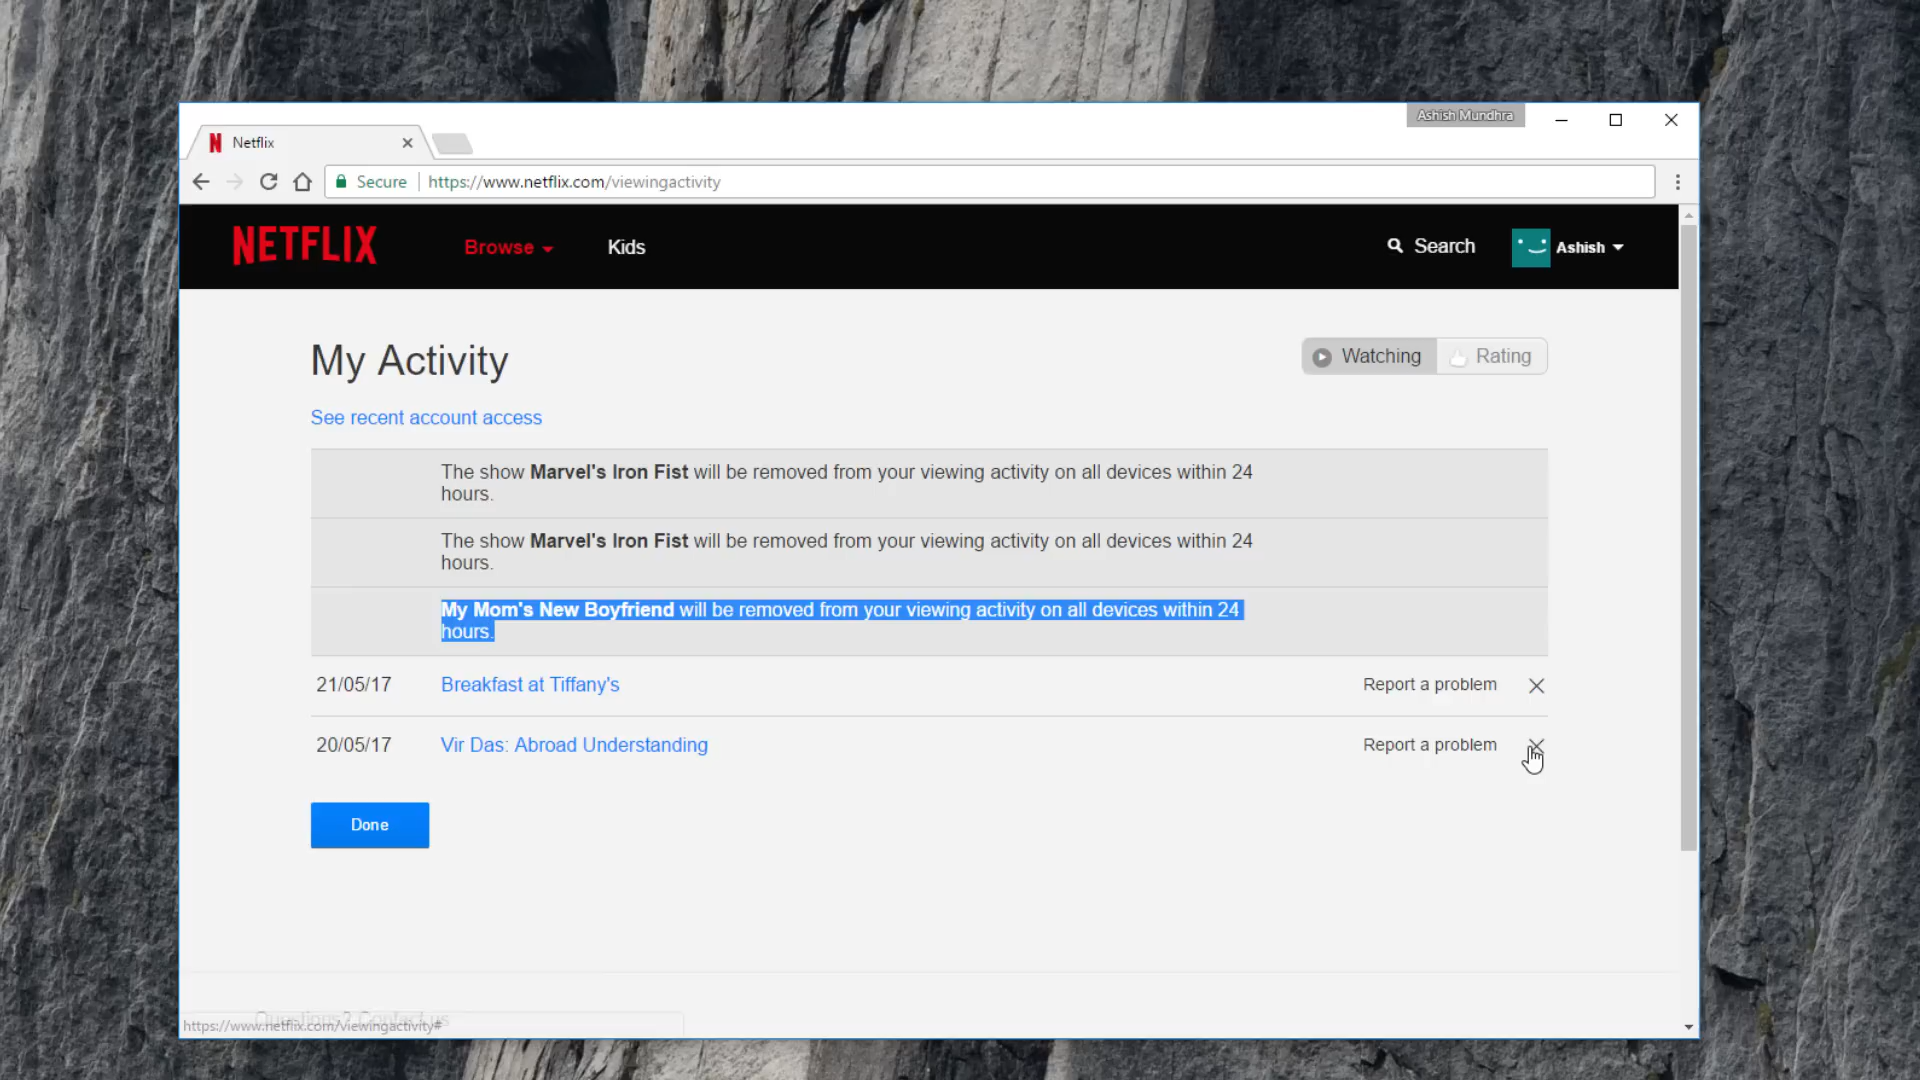 Ashish Mundhra
Netflix
Secure
https://www.netflix.com/viewingactivity
NETFLIX
Browse
Kids
Search
Ashish
My Activity
Watching
Rating
See recent account access
The show Marvel's Iron Fist will be removed from your viewing activity on all devices within 24
hours.
The show Marvel's Iron Fist will be removed from your viewing activity on all devices within 24
hours.
My Mom's New Boyfriend will be removed from your viewing activity on all devices within 24
hours.
21/05/17 Breakfast at Tiffany's Report a problem
20/05/17 Vir Das: Abroad Understanding Report a problem
Done
Questions? Contact us
https://www.netflix.com/viewingactivity#